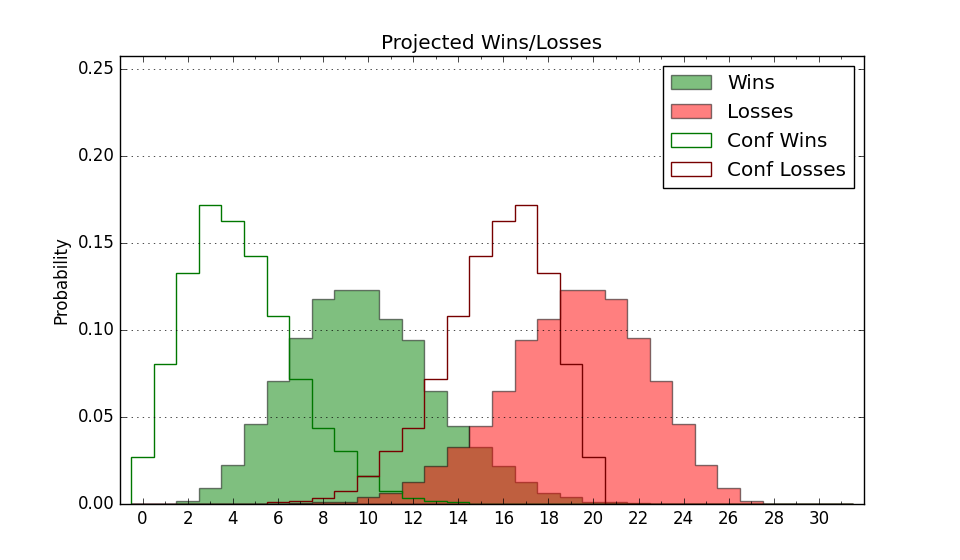 Projected Wins/Losses
0.25
0.20
0.15
0.10
0.05
0.00
Probability
Wins
Losses
Conf Wins
Conf Losses
0 2 4 6 8 10 12 14 16 18 20 22 24 26 28 30